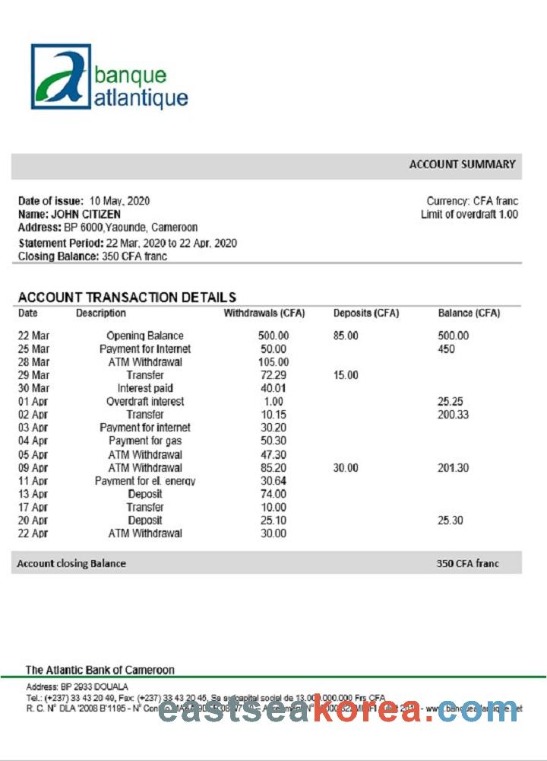 banque
atlantique
ACCOUNT SUMMARY
Date of issue: 10 May, 2020
Currency: CFA franc
Name: JOHN CITIZEN
Limit of overdraft 1.00
Address: BP 6000,Yaounde, Cameroon
Statement Period: 22 Mar, 2020 to 22 Apr, 2020
Closing Balance: 350 CFA franc
ACCOUNT TRANSACTION DETAILS
Date Description Withdrawals (CFA) Deposits (CFA) Balance (CFA)
22 Mar Opening Balance 500.00 85.00 500.00
25 Mar Payment for Internet 50.00 450
28 Mar ATM Withdrawal 105.00
29 Mar Transfer 72.29 15.00
30 Mar Interest paid 40.01
01 Apr Overdraft interest 1.00 25.25
02 Apr Transfer 10.15 200.33
03 Apr Payment for internet 30.20
04 Apr Payment for gas 50.30
05 Apr ATM Withdrawal 47.30
09 Apr ATM Withdrawal 85.20 30.00 201.30
11 Apr Payment for el. energy 30.64
13 Apr Deposit 74.00
17 Apr Transfer 10.00
20 Apr Deposit 25.10 25.30
22 Apr ATM Withdrawal 30.00
Account closing Balance 350 CFA franc
The Atlantic Bank of Cameroon
Address: BP 2933 DOUALA
Tel.: (+237) 33 43 20 49, Fax: (+237) 33 43 20 45, capital social de 13.000.000.000 Frs CFA
R. C. N° DLA '2008 B'1195 - N° - www.banqueatlantique.net
eastseakorea.com